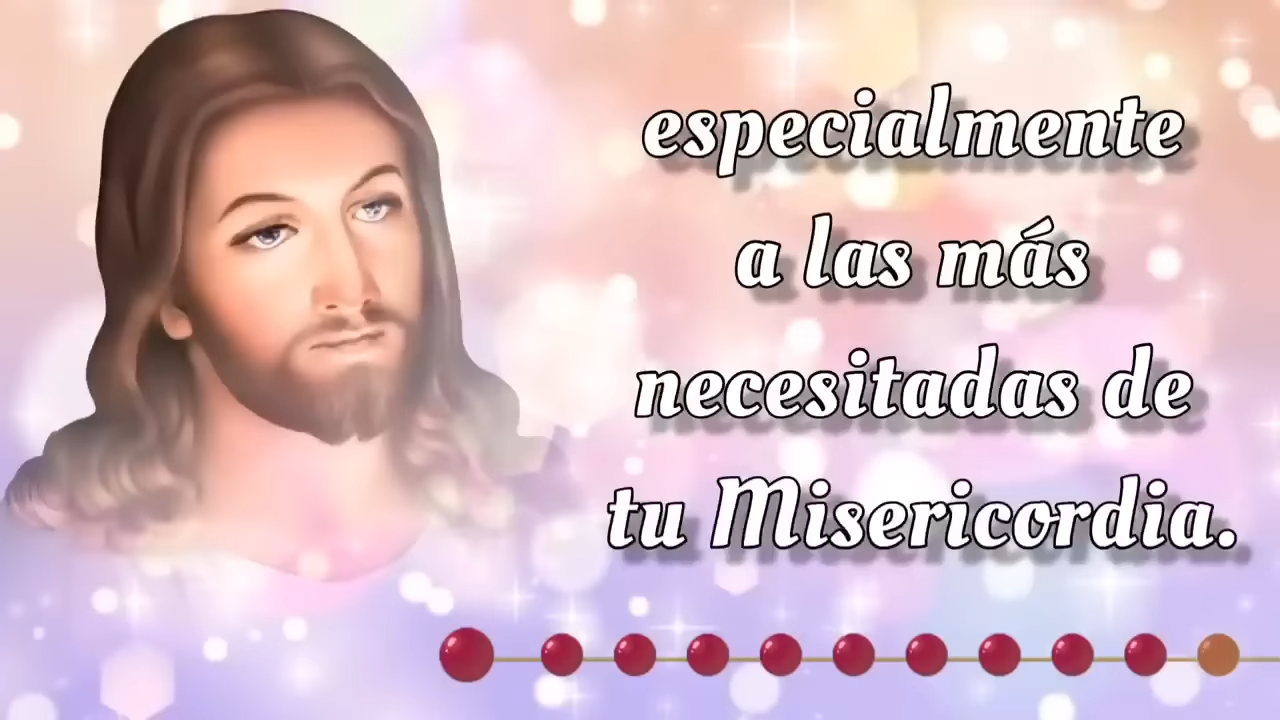 especialmente
a las más
necesitadas de
tu Misericordia.